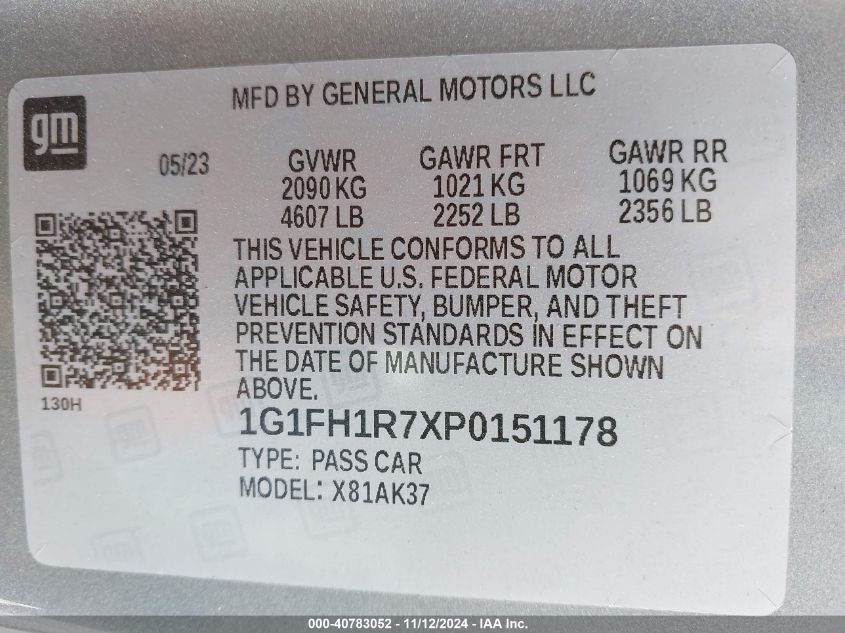 gm
MFD BY GENERAL MOTORS LLC
05/23 GVWR GAWR FRT GAWR RR
2090 KG 1021 KG 1069 KG
4607 LB 2252 LB 2356 LB
THIS VEHICLE CONFORMS TO ALL
APPLICABLE U.S. FEDERAL MOTOR
VEHICLE SAFETY, BUMPER, AND THEFT
PREVENTION STANDARDS IN EFFECT ON
THE DATE OF MANUFACTURE SHOWN
ABOVE.
130H
1G1FH1R7XP0151178
TYPE: PASS CAR
MODEL: X81AK37
000-40783052 - 11/12/2024 - IAA Inc.